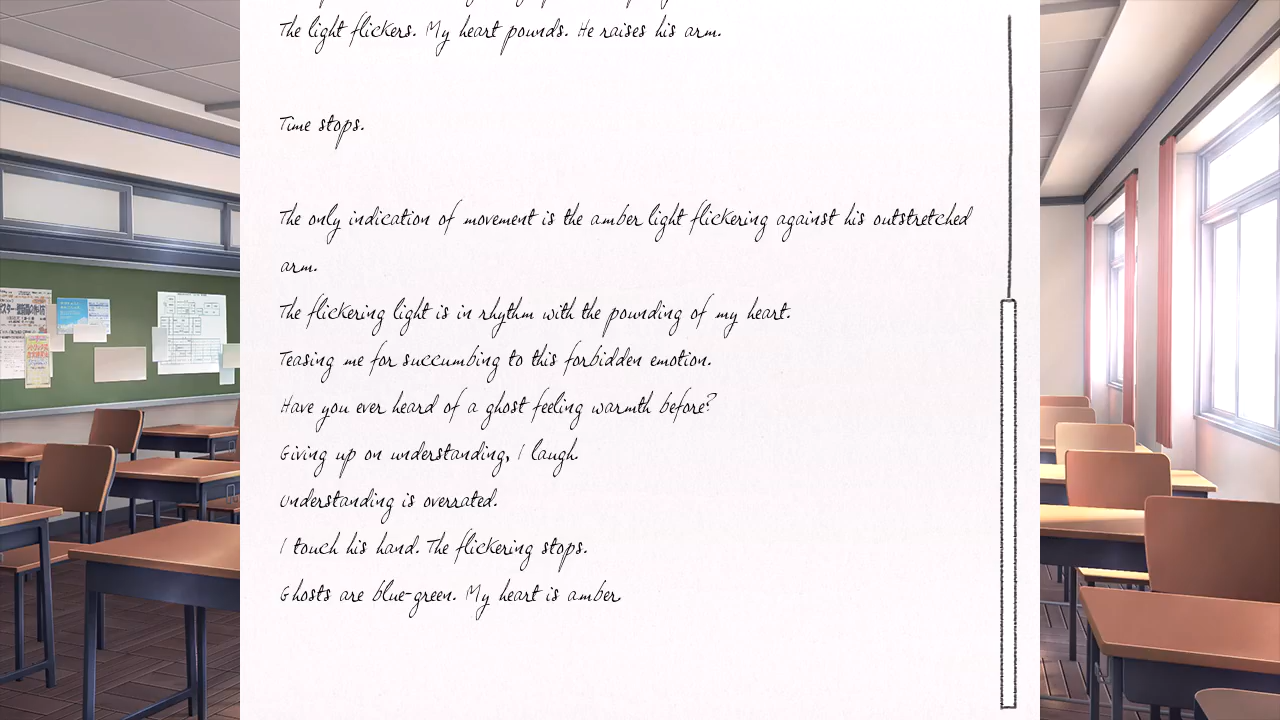 The light flickers. My heart pounds. He raises his arm.
Time stops.
The only indication of movement is the amber light flickering against his outstretched
arm.
The flickering light is in rhythm with the pounding of my heart.
Teasing me for succumbing to this forbidden emotion.
Have you ever heard of a ghost feeling warmth before?
Giving up on understanding, I laugh.
Understanding is overrated.
I touch his hand. The flickering stops.
Ghosts are blue-green. My heart is amber.